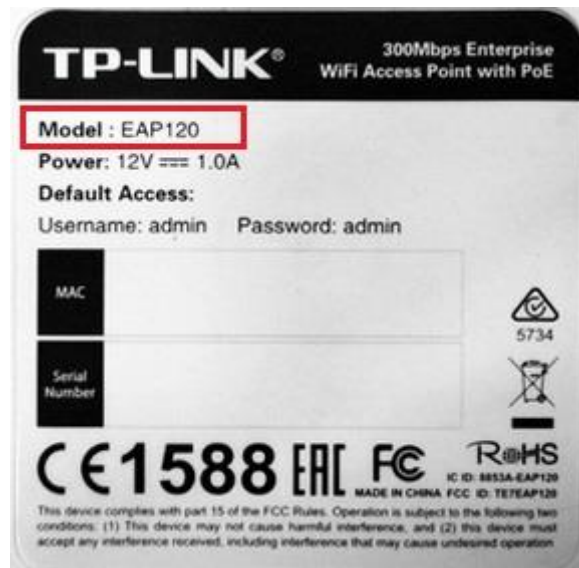 TP-LINK®
300Mbps Enterprise
WiFi Access Point with PoE
Model : EAP120
Power: 12V ⎓ 1.0A
Default Access:
Username: admin Password: admin
MAC
5734
Serial
Number
CE1588 EAC FC RoHS
IC ID: 8853A-EAP120
MADE IN CHINA FCC ID: TE7EAP120
This device complies with part 15 of the FCC Rules. Operation is subject to the following two
conditions: (1) This device may not cause harmful interference, and (2) this device must
accept any interference received, including interference that may cause undesired operation